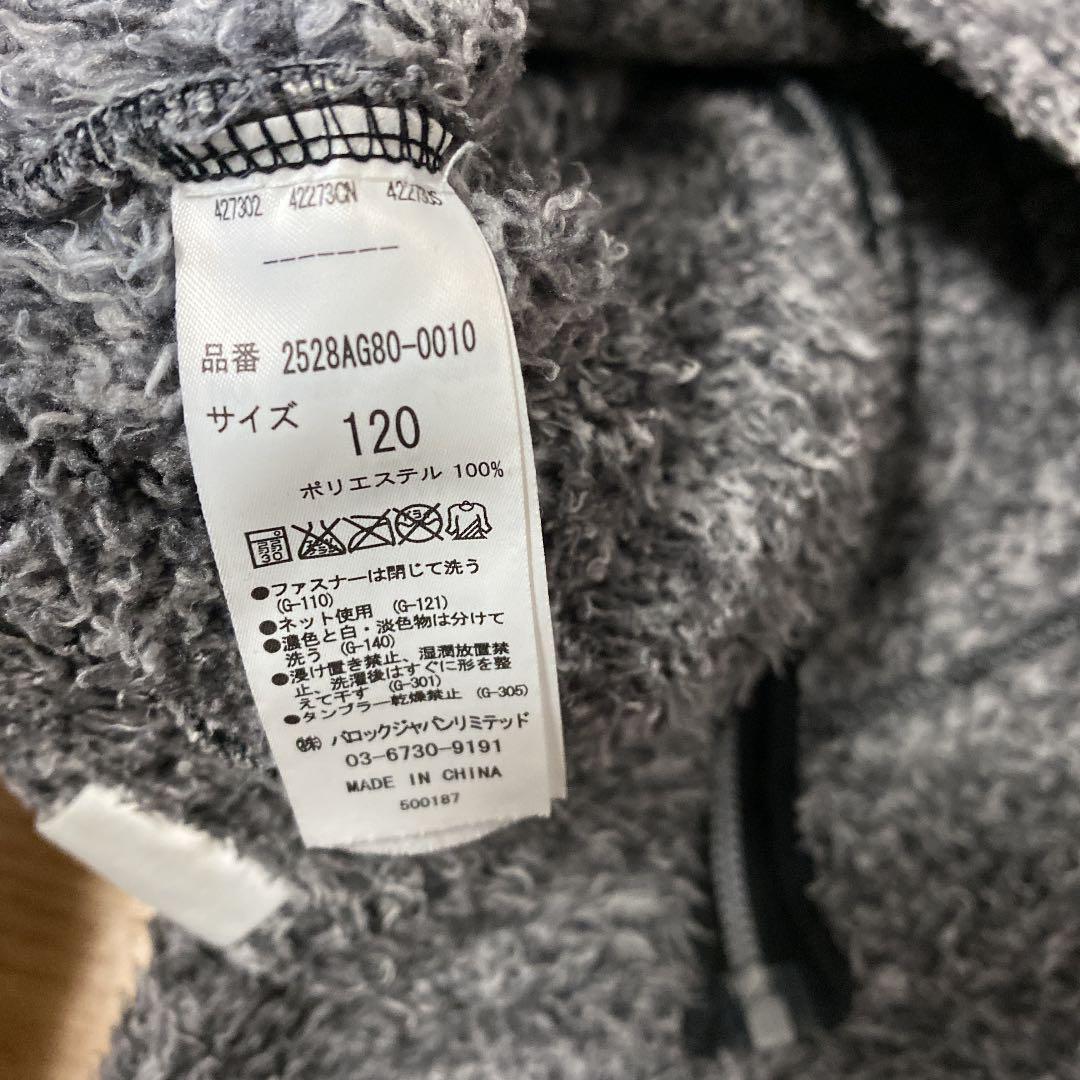 427302 42273CN 42273JS
-------
品番 2528AG80-0010
サイズ 120
ポリエステル 100%
●ファスナーは閉じて洗う
(G-110)
●ネット使用 (G-121)
●濃色と白・淡色物は分けて
洗う (G-140)
●浸け置き禁止、湿潤放置禁
止、洗濯後はすぐに形を整
えて干す (G-301)
●タンブラー乾燥禁止 (G-305)
㈱ バロックジャパンリミテッド
03-6730-9191
MADE IN CHINA
500187